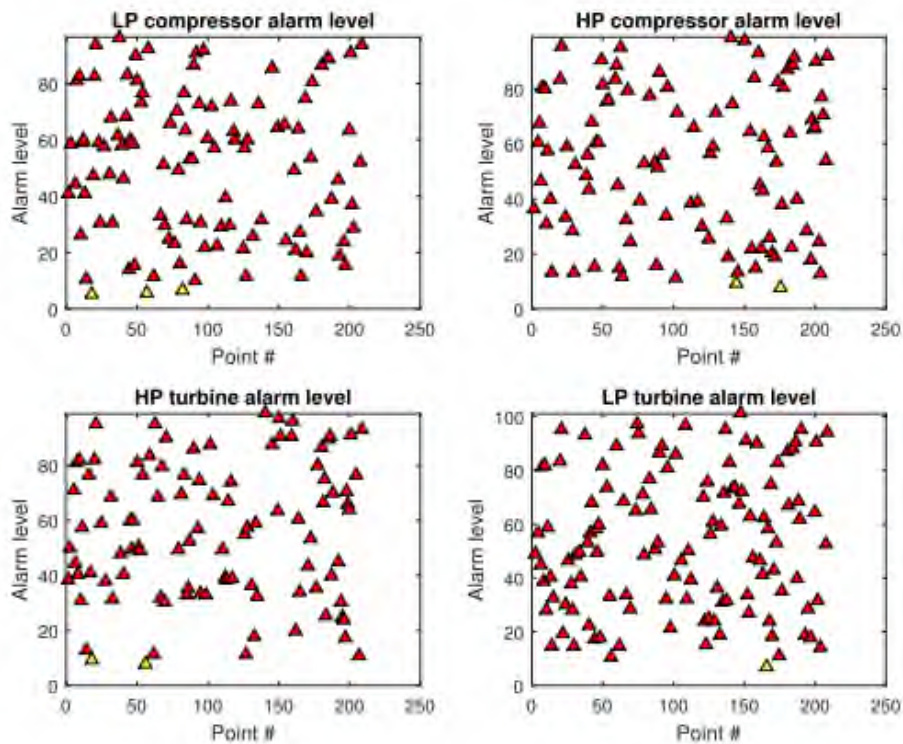 LP compressor alarm level
HP compressor alarm level
Alarm level
80
60
40
20
0
0 50 100 150 200 250
Point #
Alarm level
80
60
40
20
0
0 50 100 150 200 250
Point #
HP turbine alarm level
LP turbine alarm level
Alarm level
80
60
40
20
0
0 50 100 150 200 250
Point #
Alarm level
100
80
60
40
20
0
0 50 100 150 200 250
Point #